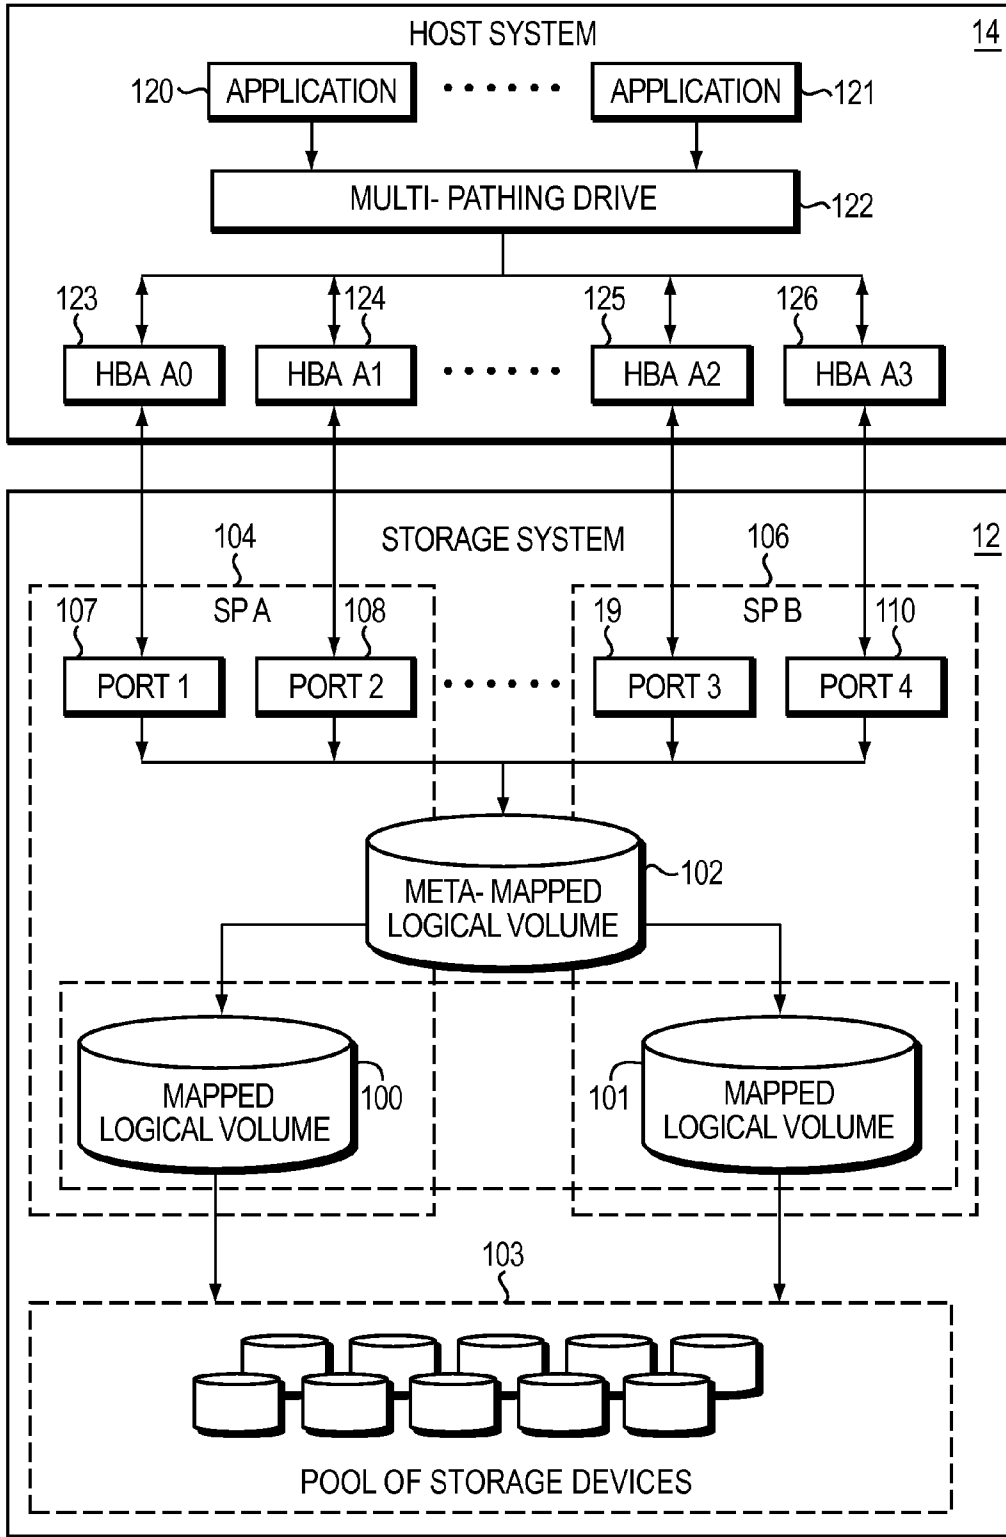 HOST SYSTEM
14
120
APPLICATION
APPLICATION
121
MULTI- PATHING DRIVE
122
123
124
125
126
HBA A0
HBA A1
HBA A2
HBA A3
104
STORAGE SYSTEM
106
12
107
SP A
108
19
SP B
110
PORT 1
PORT 2
PORT 3
PORT 4
META- MAPPED
LOGICAL VOLUME
102
MAPPED
LOGICAL VOLUME
100
101
MAPPED
LOGICAL VOLUME
103
POOL OF STORAGE DEVICES